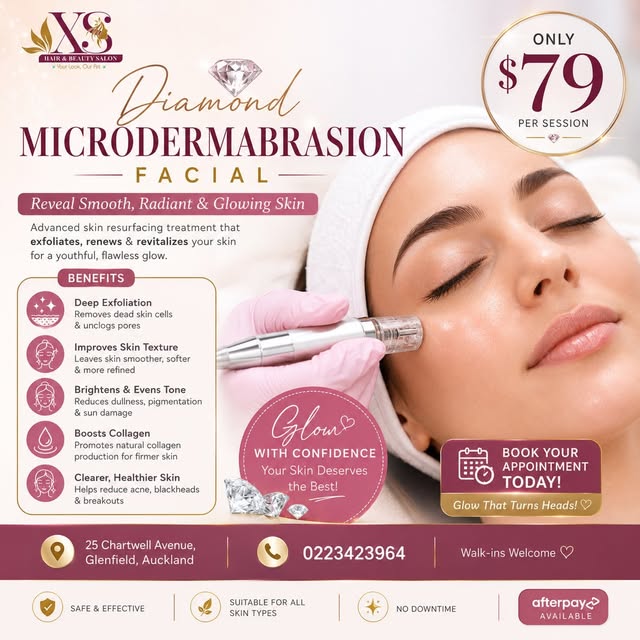 XS
HAIR & BEAUTY SALON
Your Look, Our Pat
ONLY
$79
PER SESSION
Diamond
MICRODERMABRASION
FACIAL
Reveal Smooth, Radiant & Glowing Skin
Advanced skin resurfacing treatment that
exfoliates, renews & revitalizes your skin
for a youthful, flawless glow.
BENEFITS
Deep Exfoliation
Removes dead skin cells
& unclogs pores
Improves Skin Texture
Leaves skin smoother, softer
& more refined
Brightens & Evens Tone
Reduces dullness, pigmentation
& sun damage
Boosts Collagen
Promotes natural collagen
production for firmer skin
Clearer, Healthier Skin
Helps reduce acne, blackheads
& breakouts
Glow
WITH CONFIDENCE
Your Skin Deserves
the Best!
BOOK YOUR
APPOINTMENT
TODAY!
Glow That Turns Heads!
25 Chartwell Avenue,
Glenfield, Auckland
0223423964
Walk-ins Welcome
SAFE & EFFECTIVE
SUITABLE FOR ALL
SKIN TYPES
NO DOWNTIME
afterpay
AVAILABLE